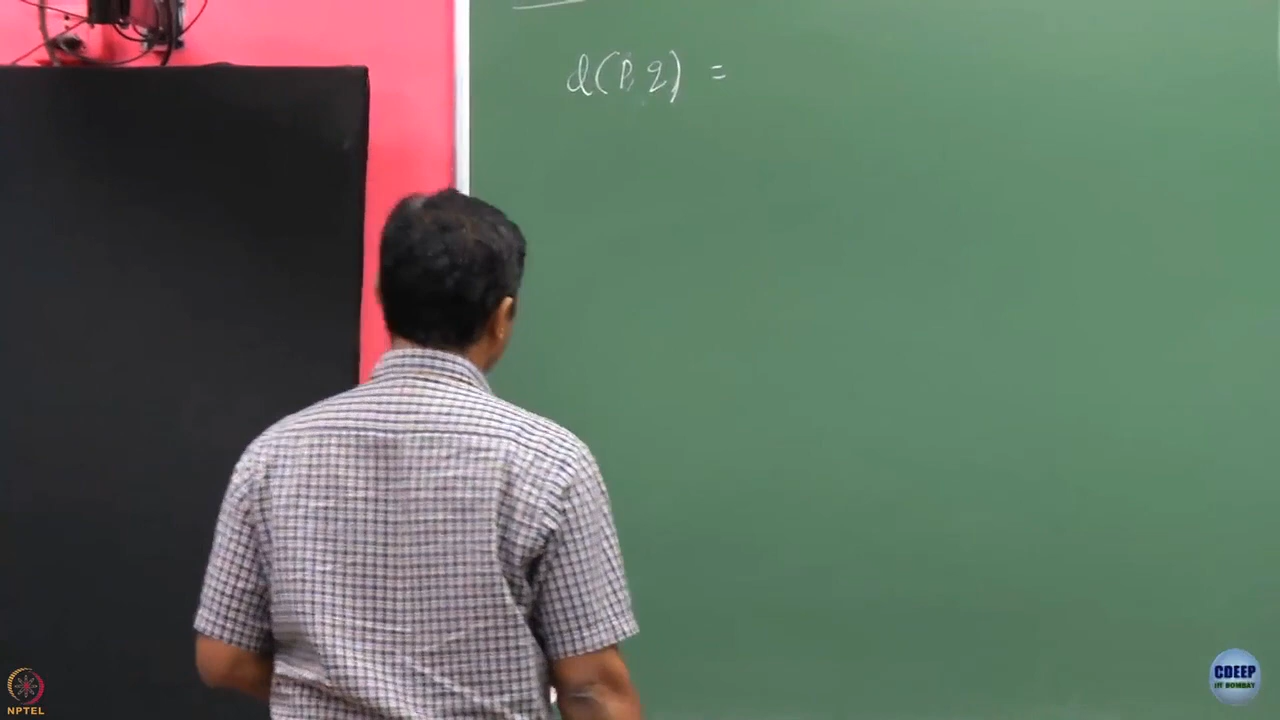 d(p, q) =
NPTEL
CDEEP
IIT BOMBAY